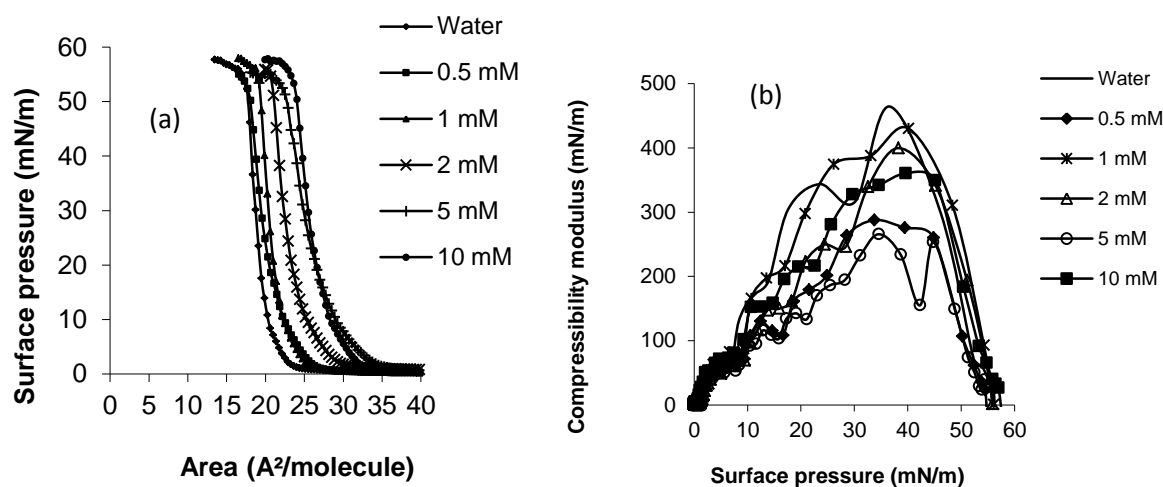 Water
0.5 mM
1 mM
2 mM
5 mM
10 mM
(a)
Surface pressure (mN/m)
60
50
40
30
20
10
0
0 5 10 15 20 25 30 35 40
Area (A²/molecule)
(b)
Water
0.5 mM
1 mM
2 mM
5 mM
10 mM
Compressibility modulus (mN/m)
500
400
300
200
100
0
0 10 20 30 40 50 60
Surface pressure (mN/m)